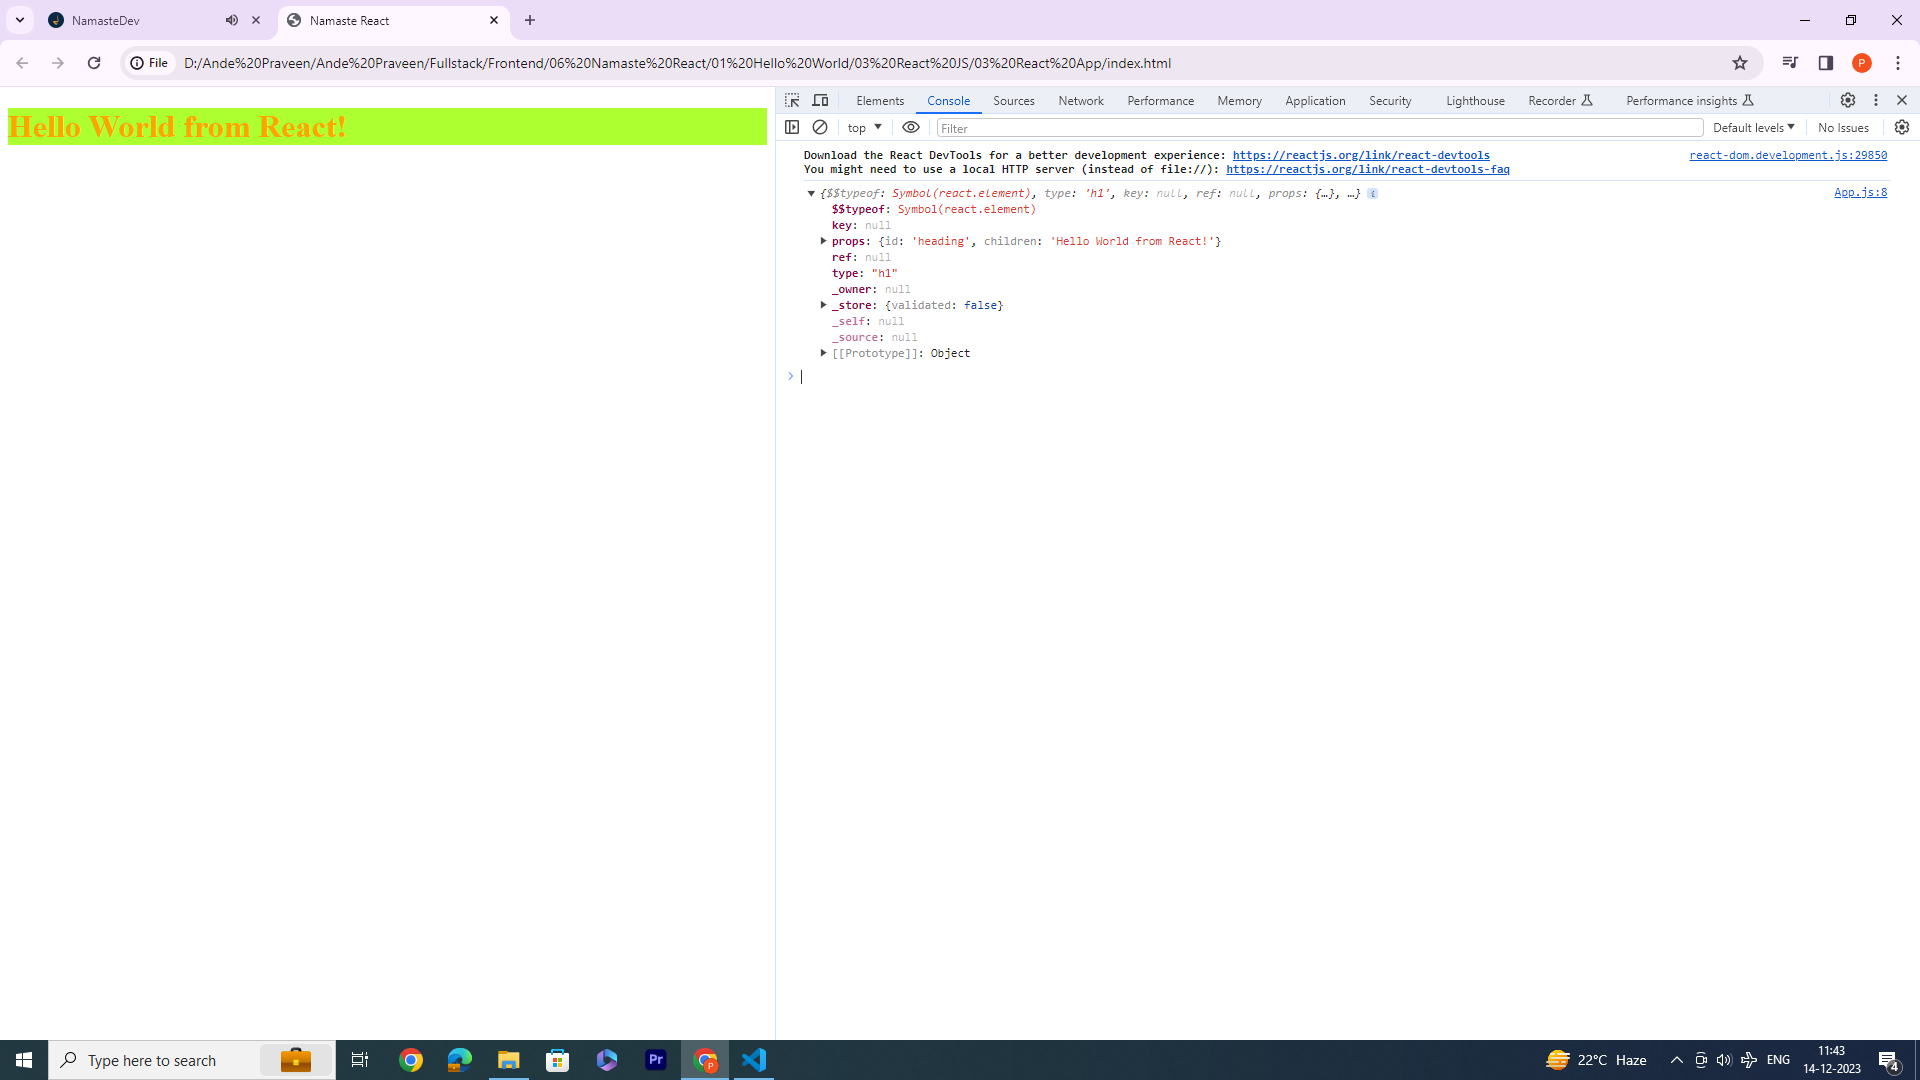 NamasteDev
Namaste React
File
D:/Ande%20Praveen/Ande%20Praveen/Fullstack/Frontend/06%20Namaste%20React/01%20Hello%20World/03%20React%20JS/03%20React%20App/index.html
P
Hello World from React!
Elements Console Sources Network Performance Memory Application Security Lighthouse Recorder Performance insights
top Filter Default levels No Issues
Download the React DevTools for a better development experience: https://reactjs.org/link/react-devtools react-dom.development.js:29850
You might need to use a local HTTP server (instead of file://): https://reactjs.org/link/react-devtools-faq
{$$typeof: Symbol(react.element), type: 'h1', key: null, ref: null, props: {…}, …} i App.js:8
$$typeof: Symbol(react.element)
key: null
props: {id: 'heading', children: 'Hello World from React!'}
ref: null
type: "h1"
_owner: null
_store: {validated: false}
_self: null
_source: null
[[Prototype]]: Object
>
Type here to search
Pr
P
22°C Haze
ENG
11:43
14-12-2023
4